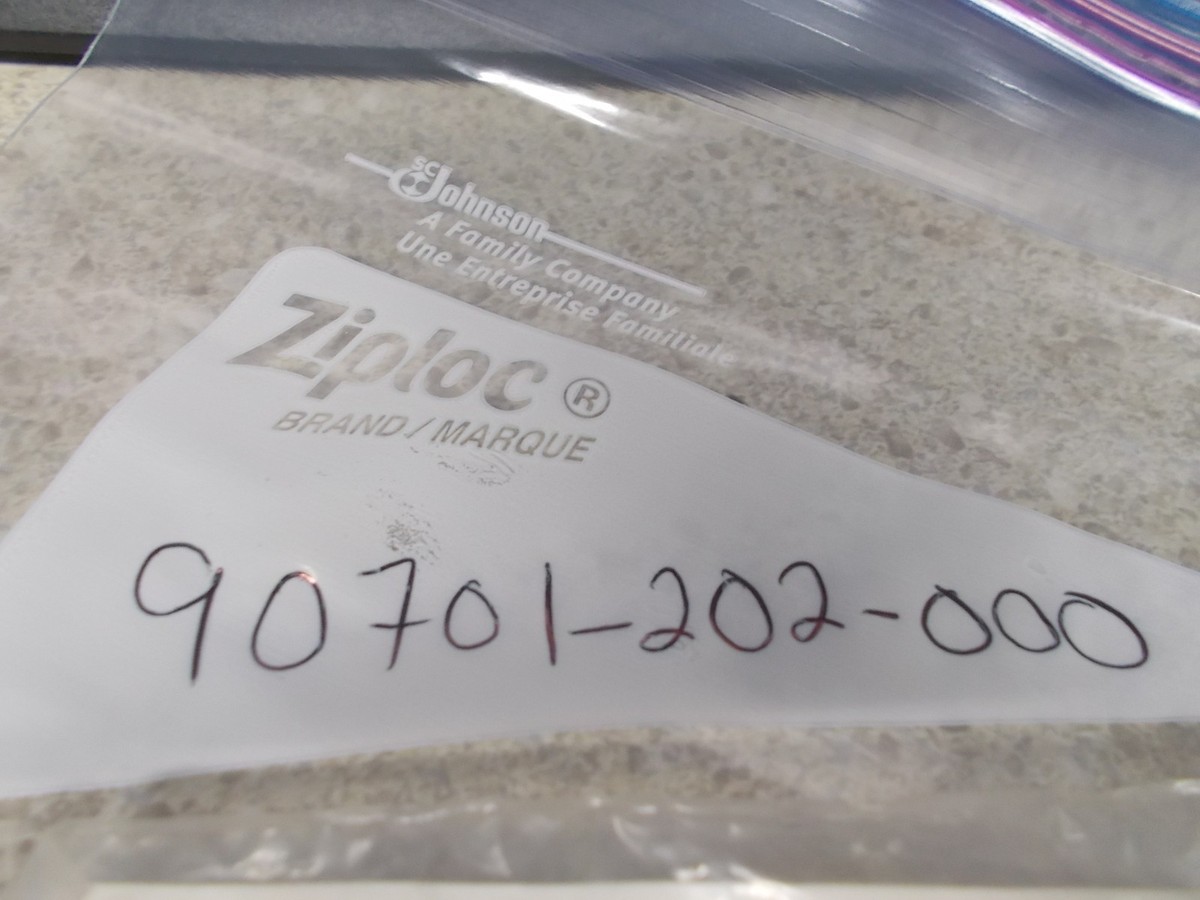 SC Johnson
A Family Company
Une Entreprise Familiale
Ziploc ®
BRAND/MARQUE
90701-202-000